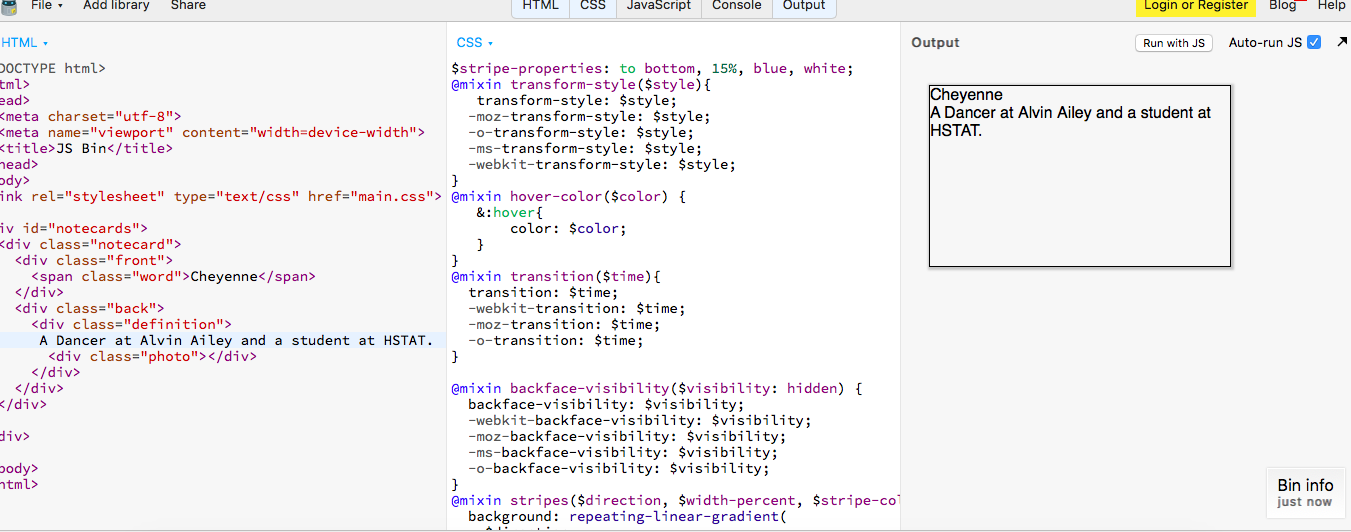 File Add library Share HTML CSS JavaScript Console Output Login or Register Blog Help
HTML
DOCTYPE html>
tml>
ead>
<meta charset="utf-8">
<meta name="viewport" content="width=device-width">
<title>JS Bin</title>
head>
ody>
ink rel="stylesheet" type="text/css" href="main.css">
iv id="notecards">
<div class="notecard">
<div class="front">
<span class="word">Cheyenne</span>
</div>
<div class="back">
<div class="definition">
A Dancer at Alvin Ailey and a student at HSTAT.
<div class="photo"></div>
</div>
</div>
</div>
div>
body>
html>
CSS
$stripe-properties: to bottom, 15%, blue, white;
@mixin transform-style($style){
transform-style: $style;
-moz-transform-style: $style;
-o-transform-style: $style;
-ms-transform-style: $style;
-webkit-transform-style: $style;
}
@mixin hover-color($color) {
&:hover{
color: $color;
}
}
@mixin transition($time){
transition: $time;
-webkit-transition: $time;
-moz-transition: $time;
-o-transition: $time;
}
@mixin backface-visibility($visibility: hidden) {
backface-visibility: $visibility;
-webkit-backface-visibility: $visibility;
-moz-backface-visibility: $visibility;
-ms-backface-visibility: $visibility;
-o-backface-visibility: $visibility;
}
@mixin stripes($direction, $width-percent, $stripe-col
background: repeating-linear-gradient(
Output Run with JS Auto-run JS
Cheyenne
A Dancer at Alvin Ailey and a student at
HSTAT.
Bin info
just now